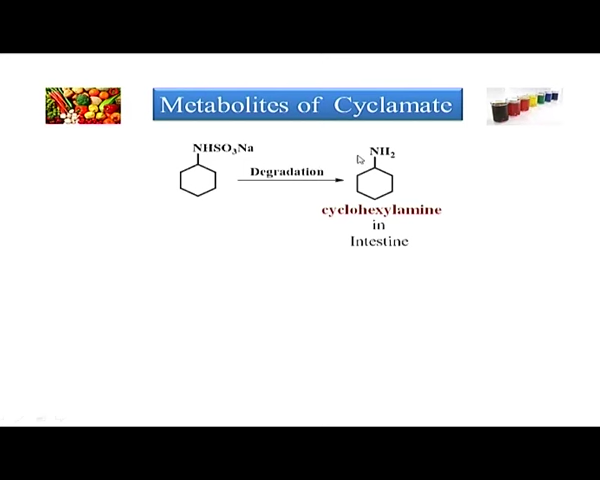 Metabolites of Cyclamate
NHSO3Na
Degradation
NH2
cyclohexylamine
in
Intestine